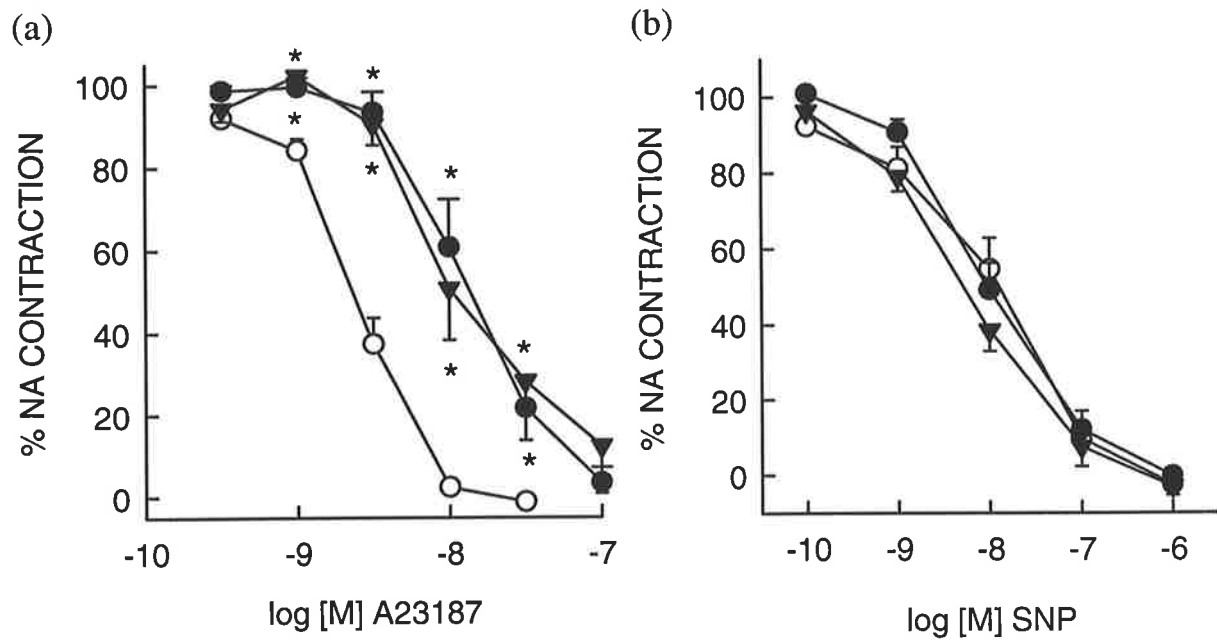 (a)
% NA CONTRACTION
100
80
60
40
20
0
* * * *
* * * * *
-10 -9 -8 -7
log [M] A23187
(b)
% NA CONTRACTION
100
80
60
40
20
0
-10 -9 -8 -7 -6
log [M] SNP